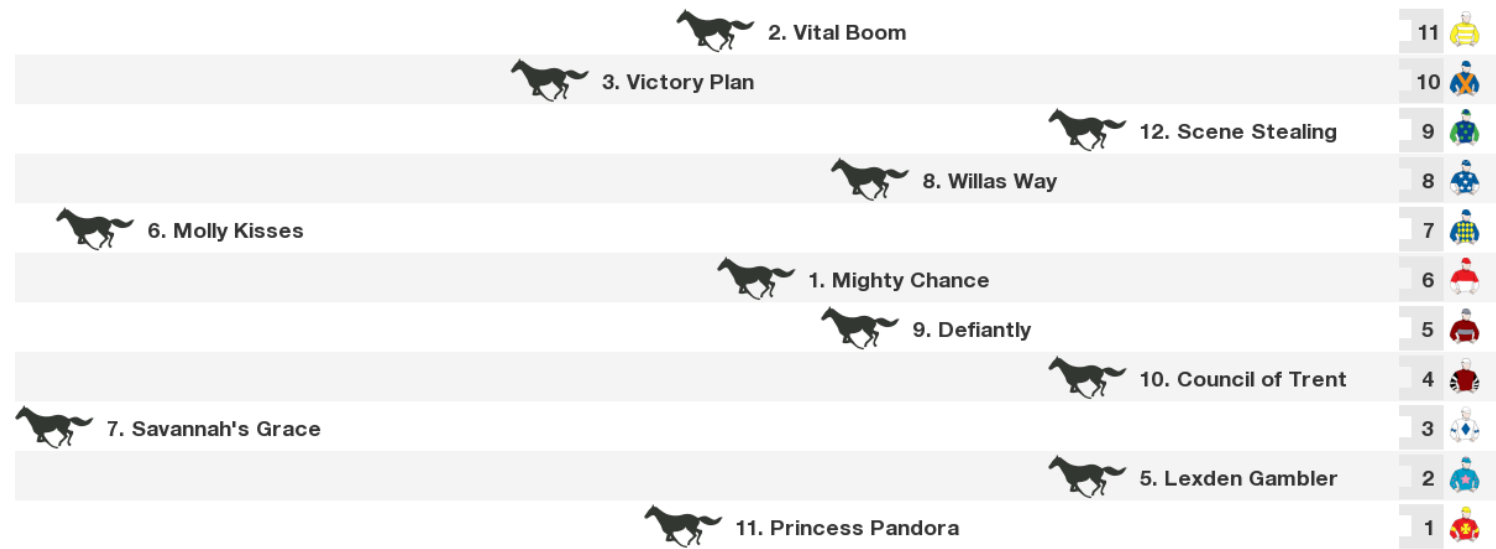 2. Vital Boom 11
3. Victory Plan 10
12. Scene Stealing 9
8. Willas Way 8
6. Molly Kisses 7
1. Mighty Chance 6
9. Defiantly 5
10. Council of Trent 4
7. Savannah's Grace 3
5. Lexden Gambler 2
11. Princess Pandora 1